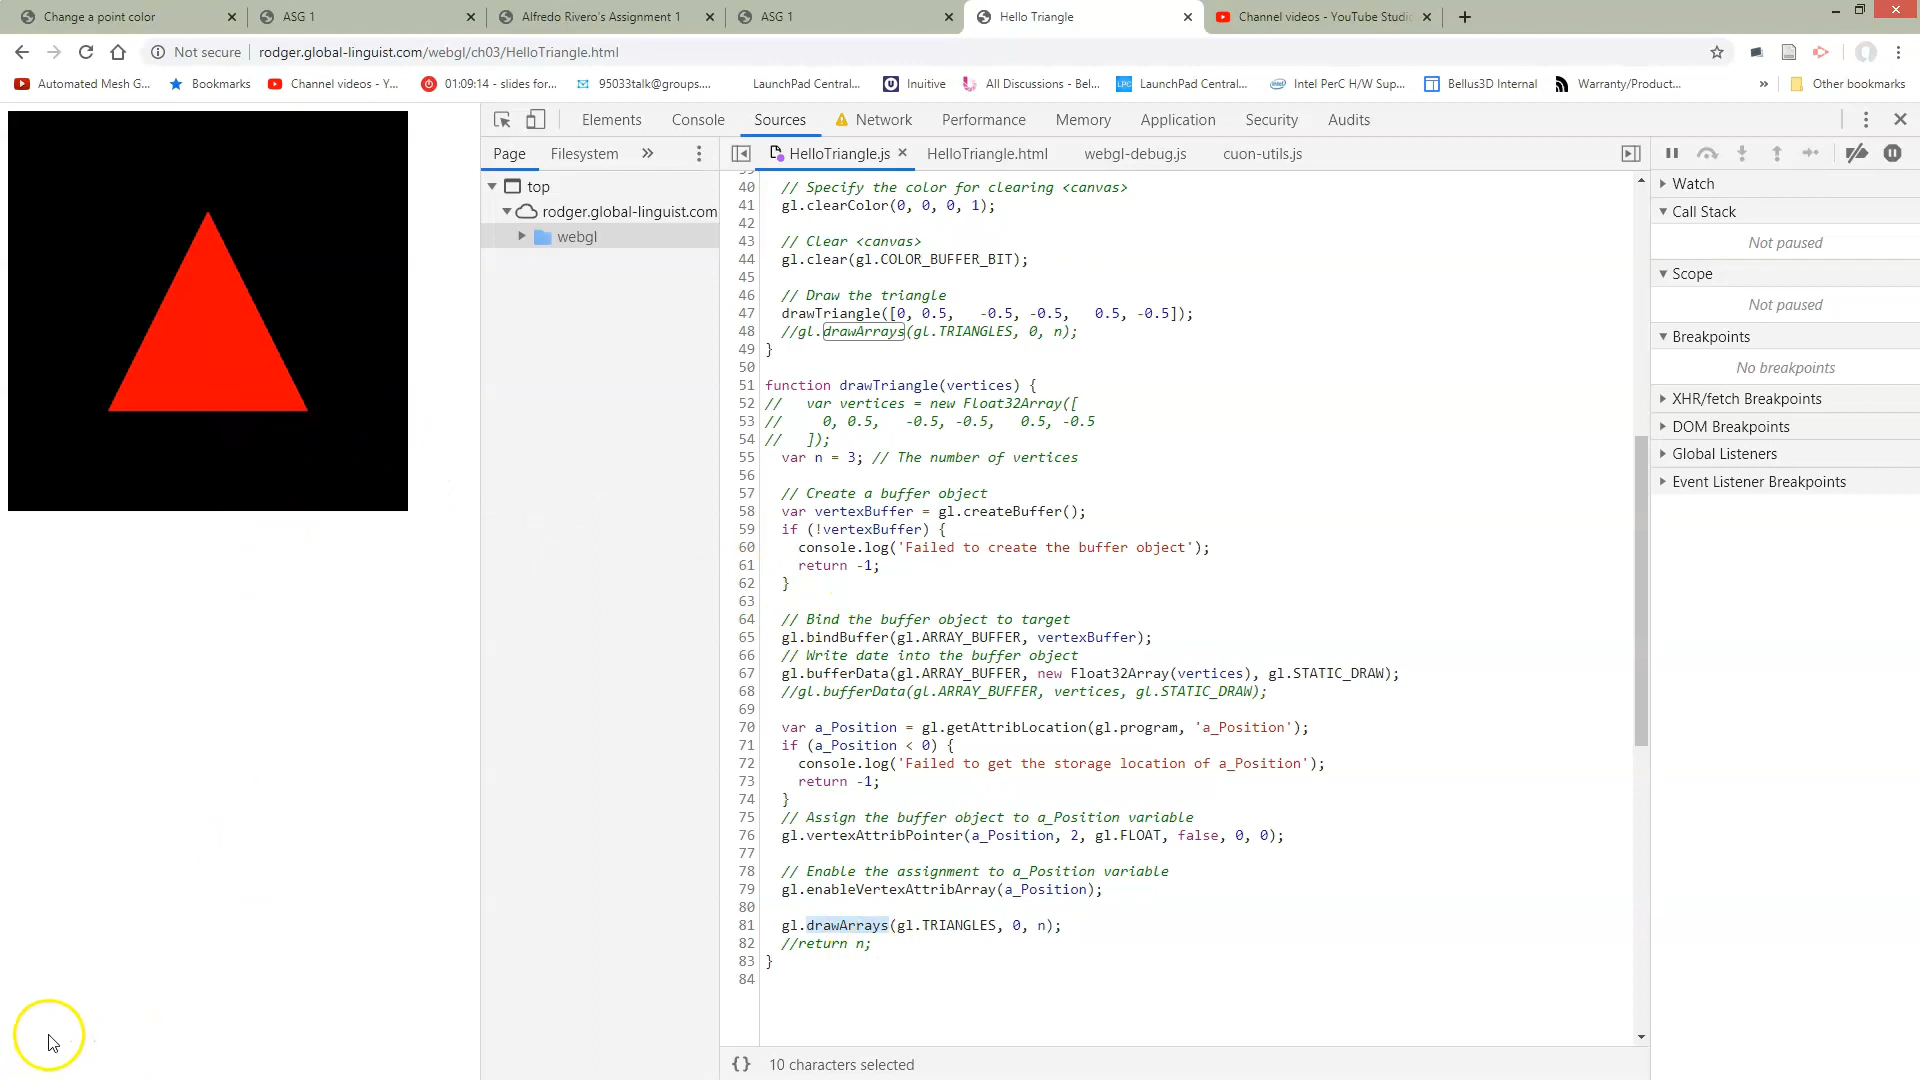 Change a point color
ASG 1
Alfredo Rivero's Assignment 1
ASG 1
Hello Triangle
Channel videos - YouTube Studi
Not secure
rodger.global-linguist.com/webgl/ch03/HelloTriangle.html
Automated Mesh G...
Bookmarks
Channel videos - Y...
01:09:14 - slides for...
95033talk@groups....
LaunchPad Central...
Inuitive
All Discussions - Bel...
LaunchPad Central...
Intel PerC H/W Sup...
Bellus3D Internal
Warranty/Product...
»
Other bookmarks
Elements
Console
Sources
Network
Performance
Memory
Application
Security
Audits
Page
Filesystem
»
HelloTriangle.js
HelloTriangle.html
webgl-debug.js
cuon-utils.js
top
rodger.global-linguist.com
webgl
40 // Specify the color for clearing <canvas>
41 gl.clearColor(0, 0, 0, 1);
42
43 // Clear <canvas>
44 gl.clear(gl.COLOR_BUFFER_BIT);
45
46 // Draw the triangle
47 drawTriangle([0, 0.5,   -0.5, -0.5,   0.5, -0.5]);
48 //gl.drawArrays(gl.TRIANGLES, 0, n);
49 }
50
51 function drawTriangle(vertices) {
52 //   var vertices = new Float32Array([
53 //     0, 0.5,   -0.5, -0.5,   0.5, -0.5
54 //   ]);
55 var n = 3; // The number of vertices
56
57 // Create a buffer object
58 var vertexBuffer = gl.createBuffer();
59 if (!vertexBuffer) {
60 console.log('Failed to create the buffer object');
61 return -1;
62 }
63
64 // Bind the buffer object to target
65 gl.bindBuffer(gl.ARRAY_BUFFER, vertexBuffer);
66 // Write date into the buffer object
67 gl.bufferData(gl.ARRAY_BUFFER, new Float32Array(vertices), gl.STATIC_DRAW);
68 //gl.bufferData(gl.ARRAY_BUFFER, vertices, gl.STATIC_DRAW);
69
70 var a_Position = gl.getAttribLocation(gl.program, 'a_Position');
71 if (a_Position < 0) {
72 console.log('Failed to get the storage location of a_Position');
73 return -1;
74 }
75 // Assign the buffer object to a_Position variable
76 gl.vertexAttribPointer(a_Position, 2, gl.FLOAT, false, 0, 0);
77
78 // Enable the assignment to a_Position variable
79 gl.enableVertexAttribArray(a_Position);
80
81 gl.drawArrays(gl.TRIANGLES, 0, n);
82 //return n;
83 }
84
{} 10 characters selected
Watch
Call Stack
Not paused
Scope
Not paused
Breakpoints
No breakpoints
XHR/fetch Breakpoints
DOM Breakpoints
Global Listeners
Event Listener Breakpoints